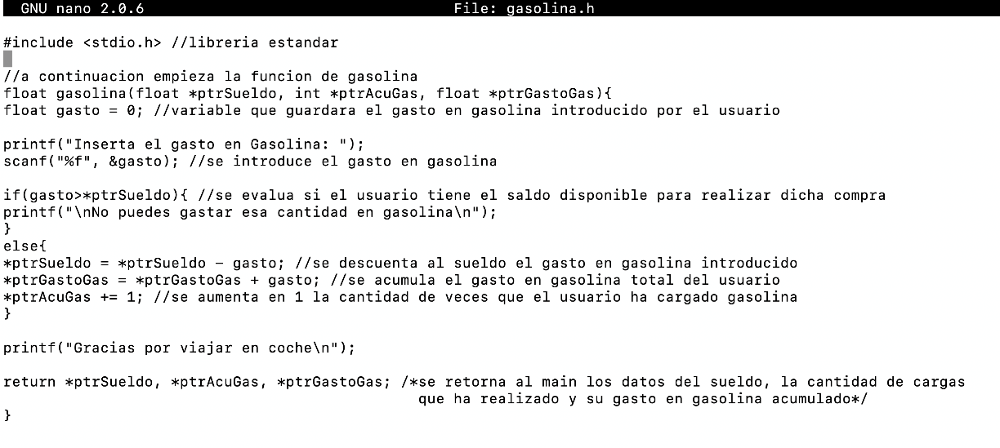 GNU nano 2.0.6 File: gasolina.h
#include <stdio.h> //libreria estandar
//a continuacion empieza la funcion de gasolina
float gasolina(float *ptrSueldo, int *ptrAcuGas, float *ptrGastoGas){
float gasto = 0; //variable que guardara el gasto en gasolina introducido por el usuario
printf("Inserta el gasto en Gasolina: ");
scanf("%f", &gasto); //se introduce el gasto en gasolina
if(gasto>*ptrSueldo){ //se evalua si el usuario tiene el saldo disponible para realizar dicha compra
printf("\nNo puedes gastar esa cantidad en gasolina\n");
}
else{
*ptrSueldo = *ptrSueldo - gasto; //se descuenta al sueldo el gasto en gasolina introducido
*ptrGastoGas = *ptrGastoGas + gasto; //se acumula el gasto en gasolina total del usuario
*ptrAcuGas += 1; //se aumenta en 1 la cantidad de veces que el usuario ha cargado gasolina
}
printf("Gracias por viajar en coche\n");
return *ptrSueldo, *ptrAcuGas, *ptrGastoGas; /*se retorna al main los datos del sueldo, la cantidad de cargas
que ha realizado y su gasto en gasolina acumulado*/
}